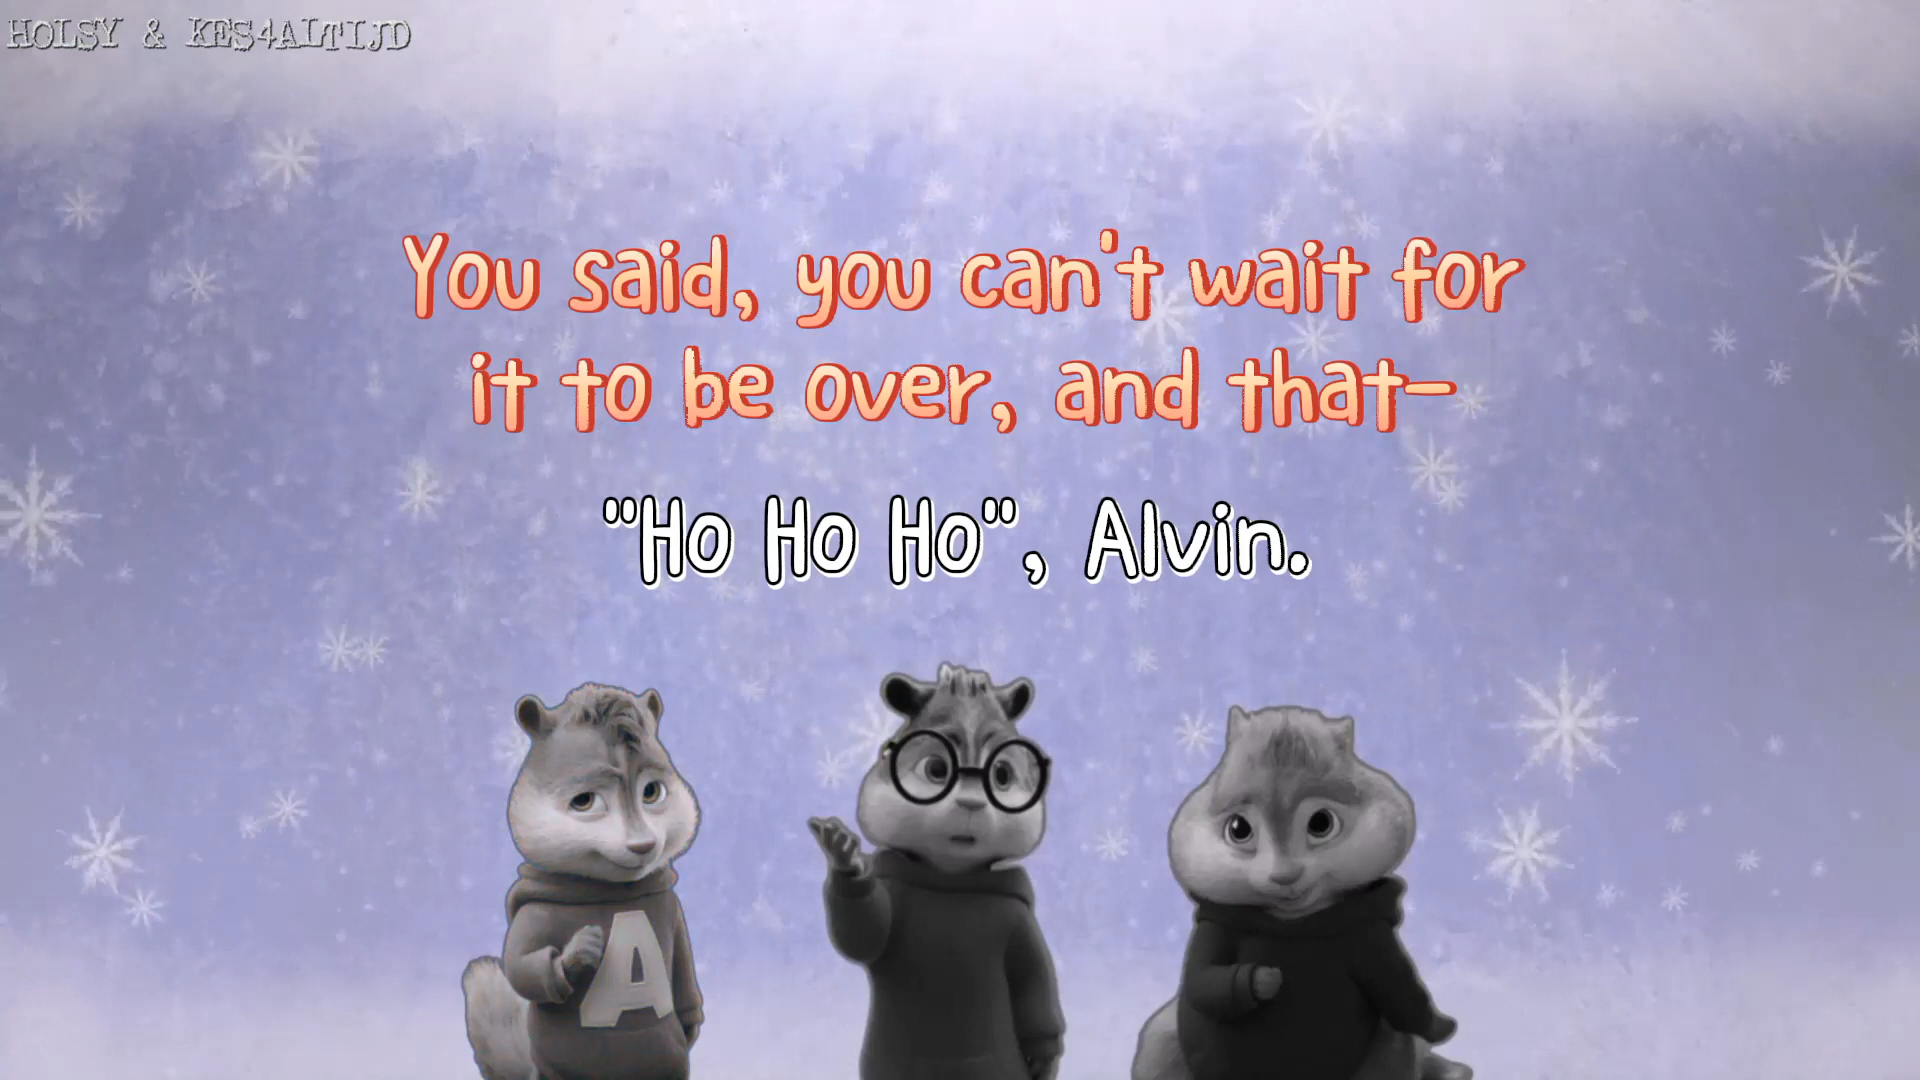 HOLSY & KES4ALTIJD
You said, you can't wait for
it to be over, and that-
"Ho Ho Ho", Alvin.
A